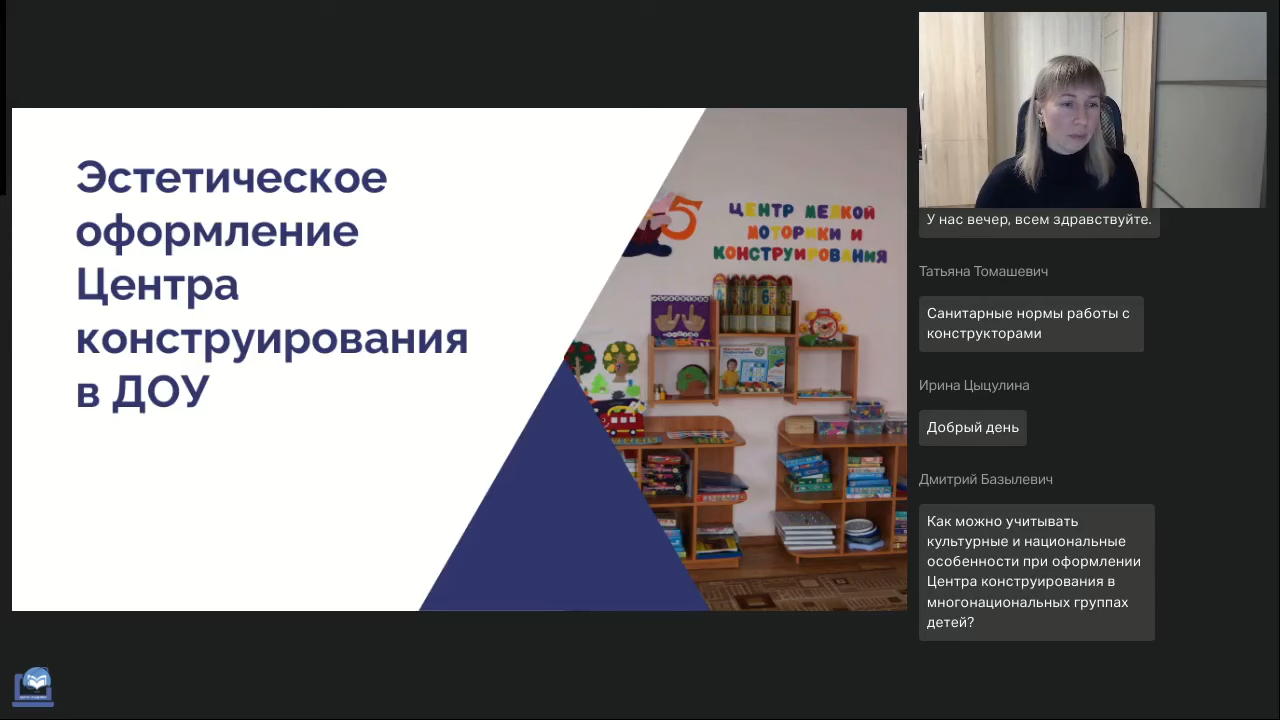 Эстетическое
оформление
Центра
конструирования
в ДОУ
5
ЦЕНТР МЕЛКОЙ
МОТОРИКИ И
КОНСТРУИРОВАНИЯ
У нас вечер, всем здравствуйте.
Татьяна Томашевич
Санитарные нормы работы с
конструкторами
Ирина Цыцулина
Добрый день
Дмитрий Базылевич
Как можно учитывать
культурные и национальные
особенности при оформлении
Центра конструирования в
многонациональных группах
детей?